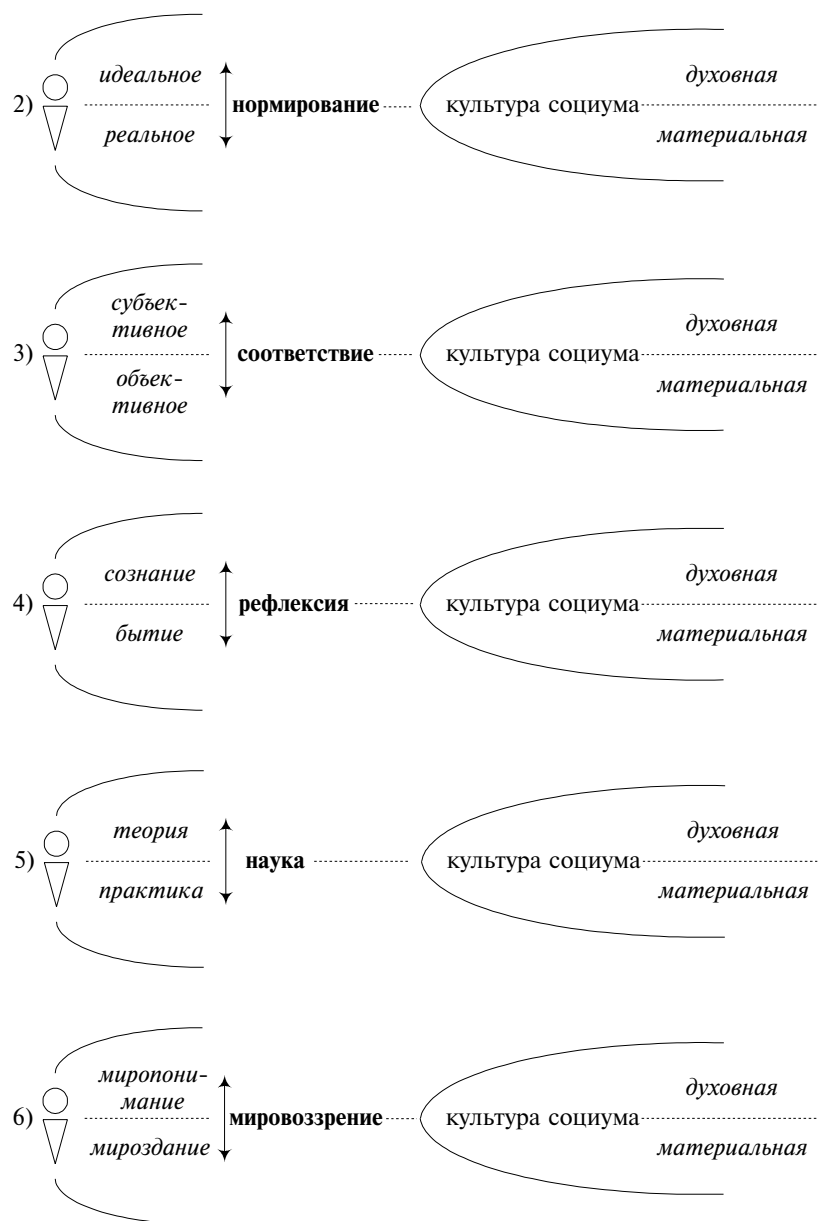 идеальное
духовная
2)
нормирование
культура социума
реальное
материальная
субъек-
тивное
духовная
3)
соответствие
культура социума
объек-
тивное
материальная
сознание
духовная
4)
рефлексия
культура социума
бытие
материальная
теория
духовная
5)
наука
культура социума
практика
материальная
миропони-
мание
духовная
6)
мировоззрение
культура социума
мироздание
материальная